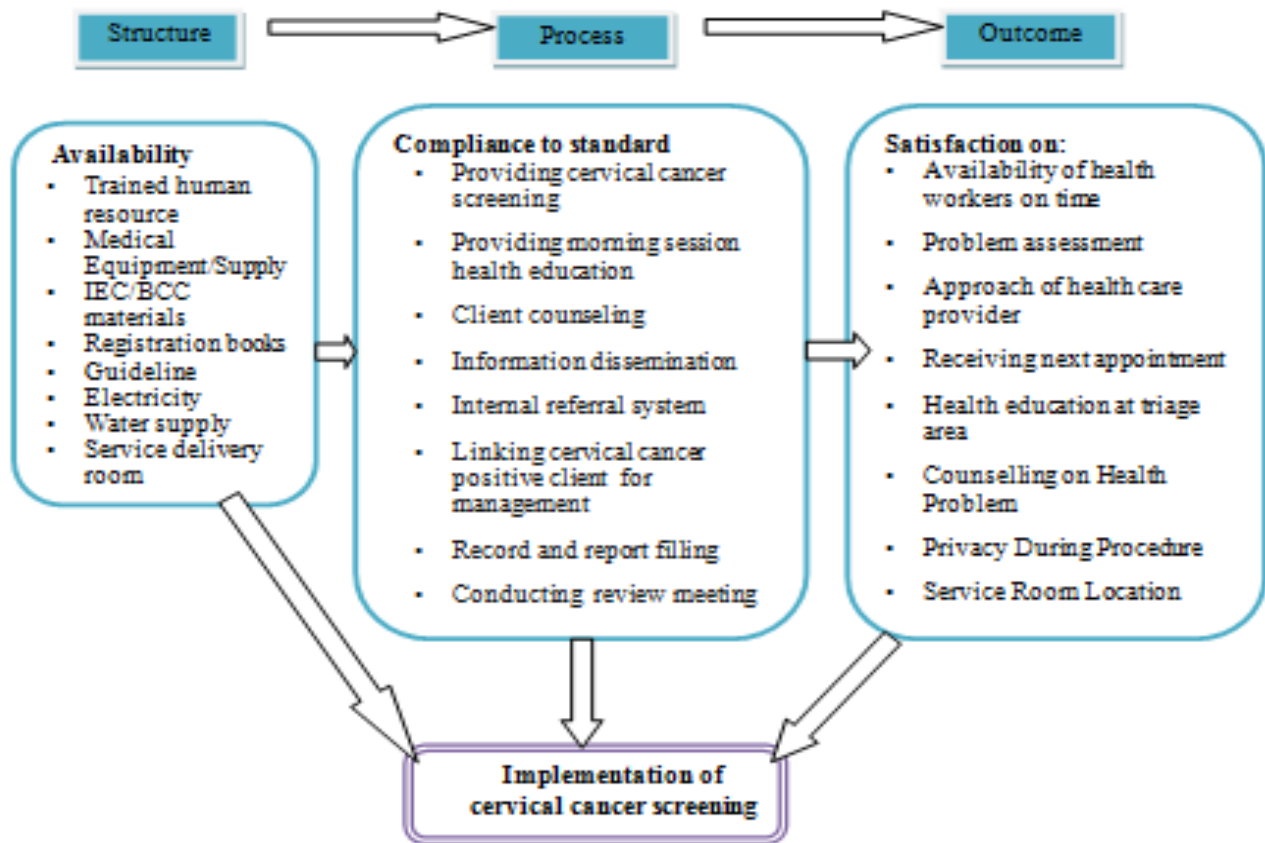 Structure
Process
Outcome
Availability
• Trained human
resource
• Medical
Equipment/Supply
• IEC/BCC
materials
• Registration books
• Guideline
• Electricity
• Water supply
• Service delivery
room
Compliance to standard
• Providing cervical cancer
screening
• Providing morning session
health education
• Client counseling
• Information dissemination
• Internal referral system
• Linking cervical cancer
positive client for
management
• Record and report filling
• Conducting review meeting
Satisfaction on:
• Availability of health
workers on time
• Problem assessment
• Approach of health care
provider
• Receiving next appointment
• Health education at triage
area
• Counselling on Health
Problem
• Privacy During Procedure
• Service Room Location
Implementation of
cervical cancer screening